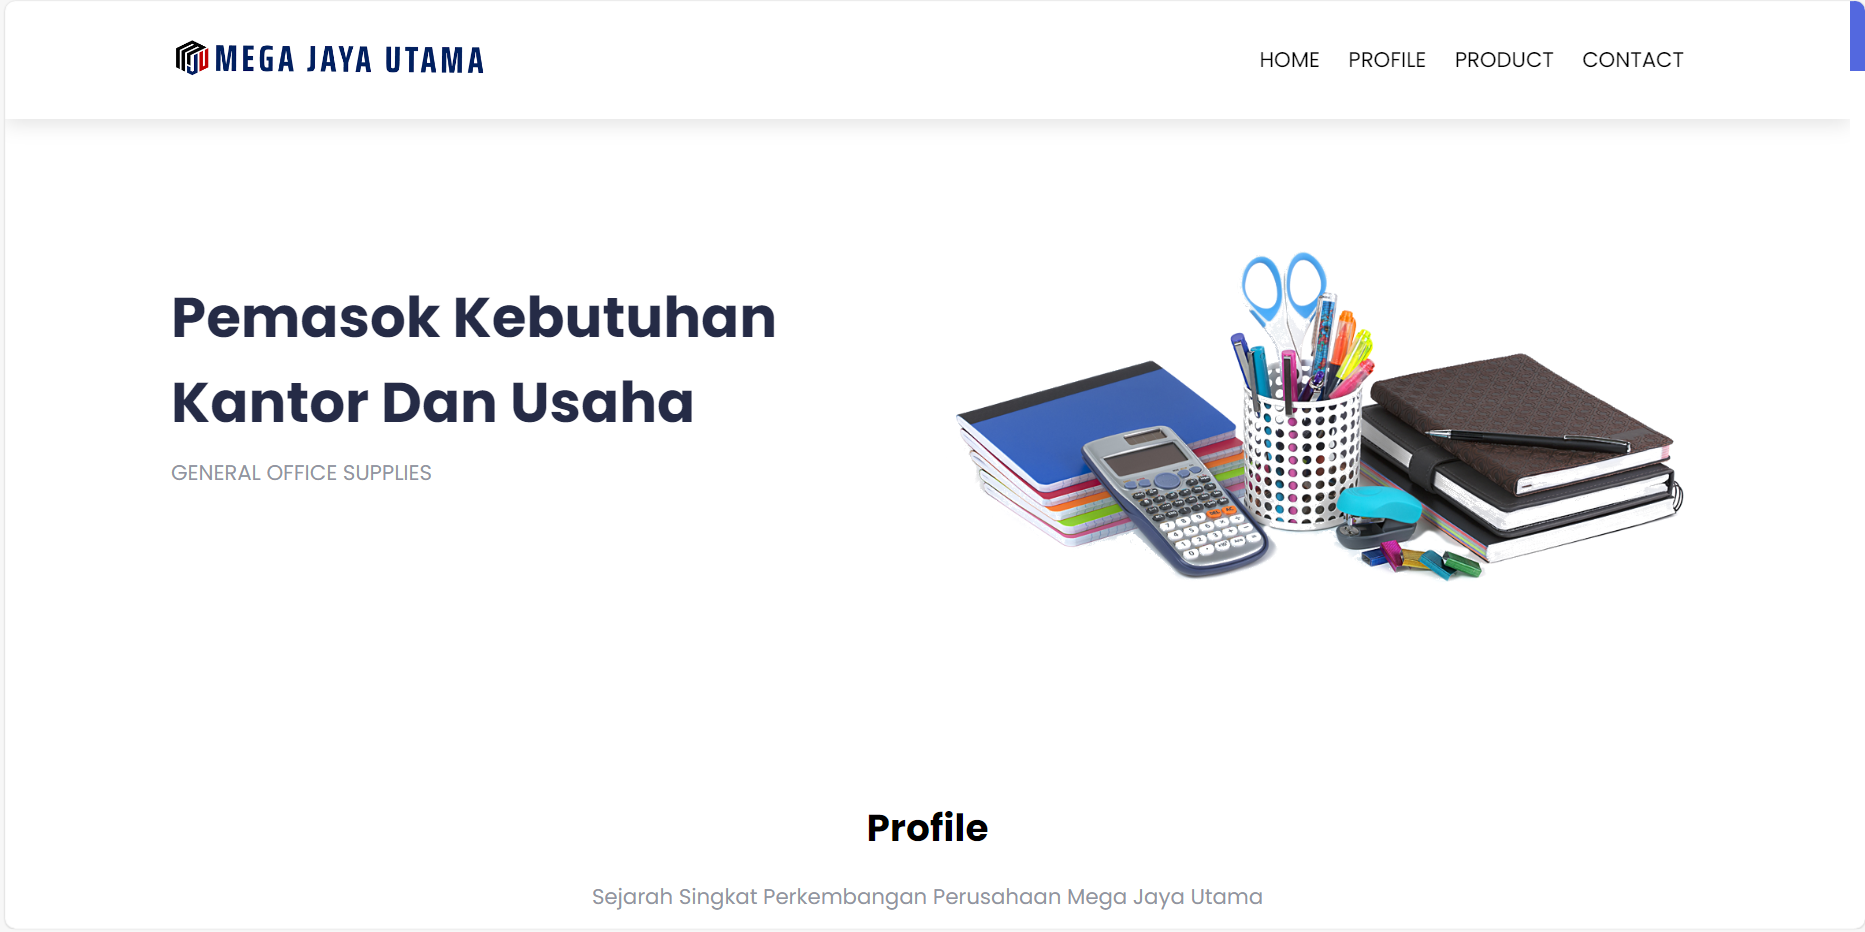 MEGA JAYA UTAMA
HOME PROFILE PRODUCT CONTACT
Pemasok Kebutuhan
Kantor Dan Usaha
GENERAL OFFICE SUPPLIES
Profile
Sejarah Singkat Perkembangan Perusahaan Mega Jaya Utama